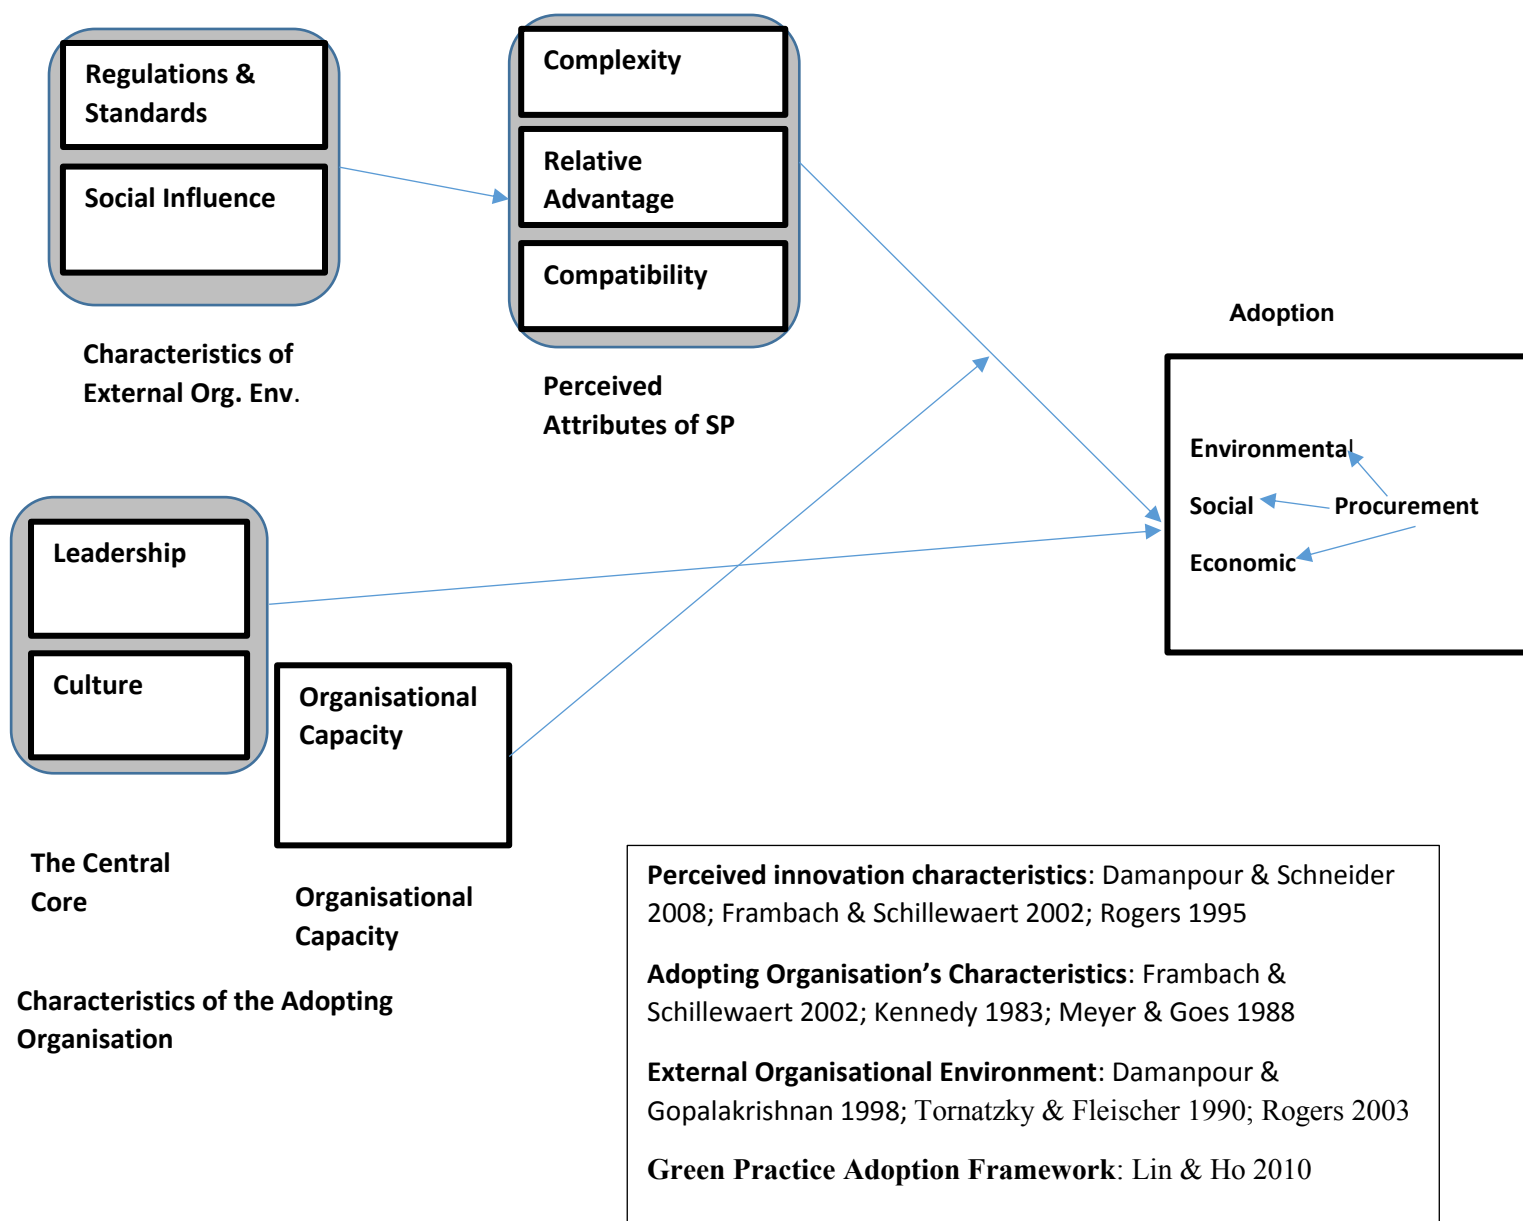 Regulations &
Standards
Social Influence
Characteristics of
External Org. Env.
Complexity
Relative
Advantage
Compatibility
Perceived
Attributes of SP
Adoption
Environmental
Social
Procurement
Economic
Leadership
Culture
Organisational
Capacity
The Central
Core
Organisational
Capacity
Characteristics of the Adopting
Organisation
Perceived innovation characteristics: Damanpour & Schneider
2008; Frambach & Schillewaert 2002; Rogers 1995
Adopting Organisation’s Characteristics: Frambach &
Schillewaert 2002; Kennedy 1983; Meyer & Goes 1988
External Organisational Environment: Damanpour &
Gopalakrishnan 1998; Tornatzky & Fleischer 1990; Rogers 2003
Green Practice Adoption Framework: Lin & Ho 2010